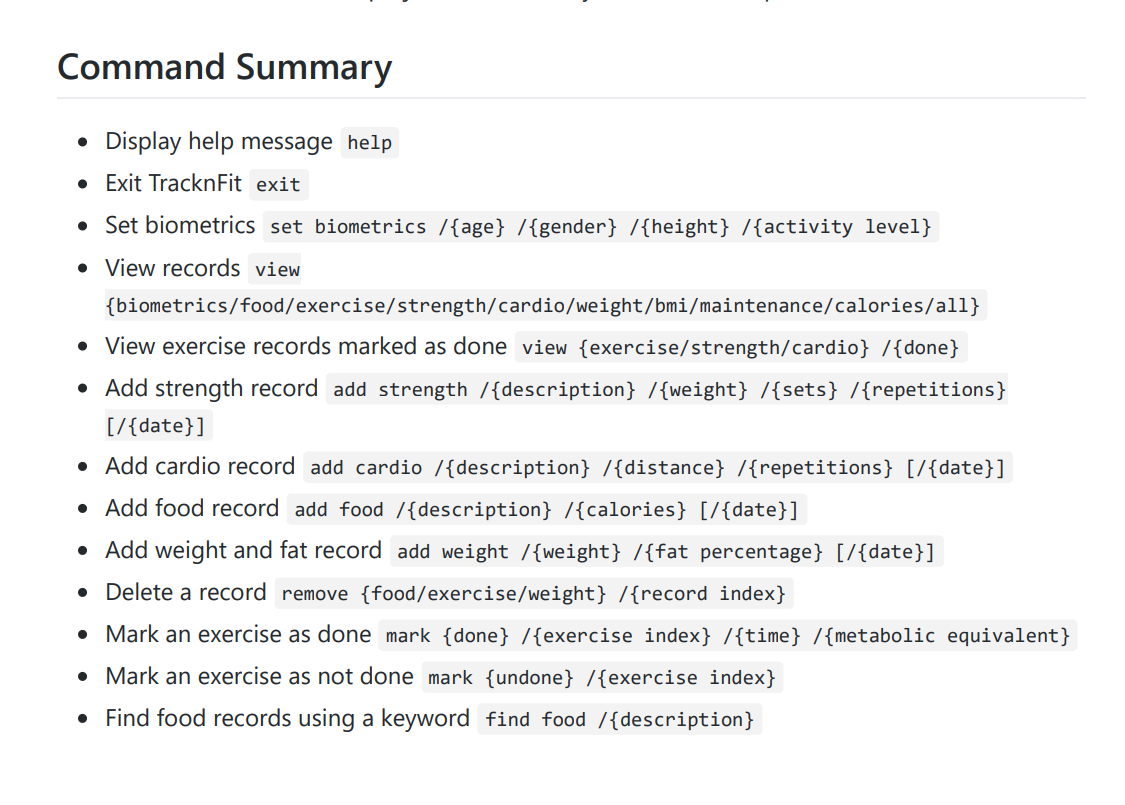 Command Summary
Display help message help
Exit TracknFit exit
Set biometrics set biometrics /{age} /{gender} /{height} /{activity level}
View records view
{biometrics/food/exercise/strength/cardio/weight/bmi/maintenance/calories/all}
View exercise records marked as done view {exercise/strength/cardio} /{done}
Add strength record add strength /{description} /{weight} /{sets} /{repetitions}
[/{date}]
Add cardio record add cardio /{description} /{distance} /{repetitions} [/{date}]
Add food record add food /{description} /{calories} [/{date}]
Add weight and fat record add weight /{weight} /{fat percentage} [/{date}]
Delete a record remove {food/exercise/weight} /{record index}
Mark an exercise as done mark {done} /{exercise index} /{time} /{metabolic equivalent}
Mark an exercise as not done mark {undone} /{exercise index}
Find food records using a keyword find food /{description}